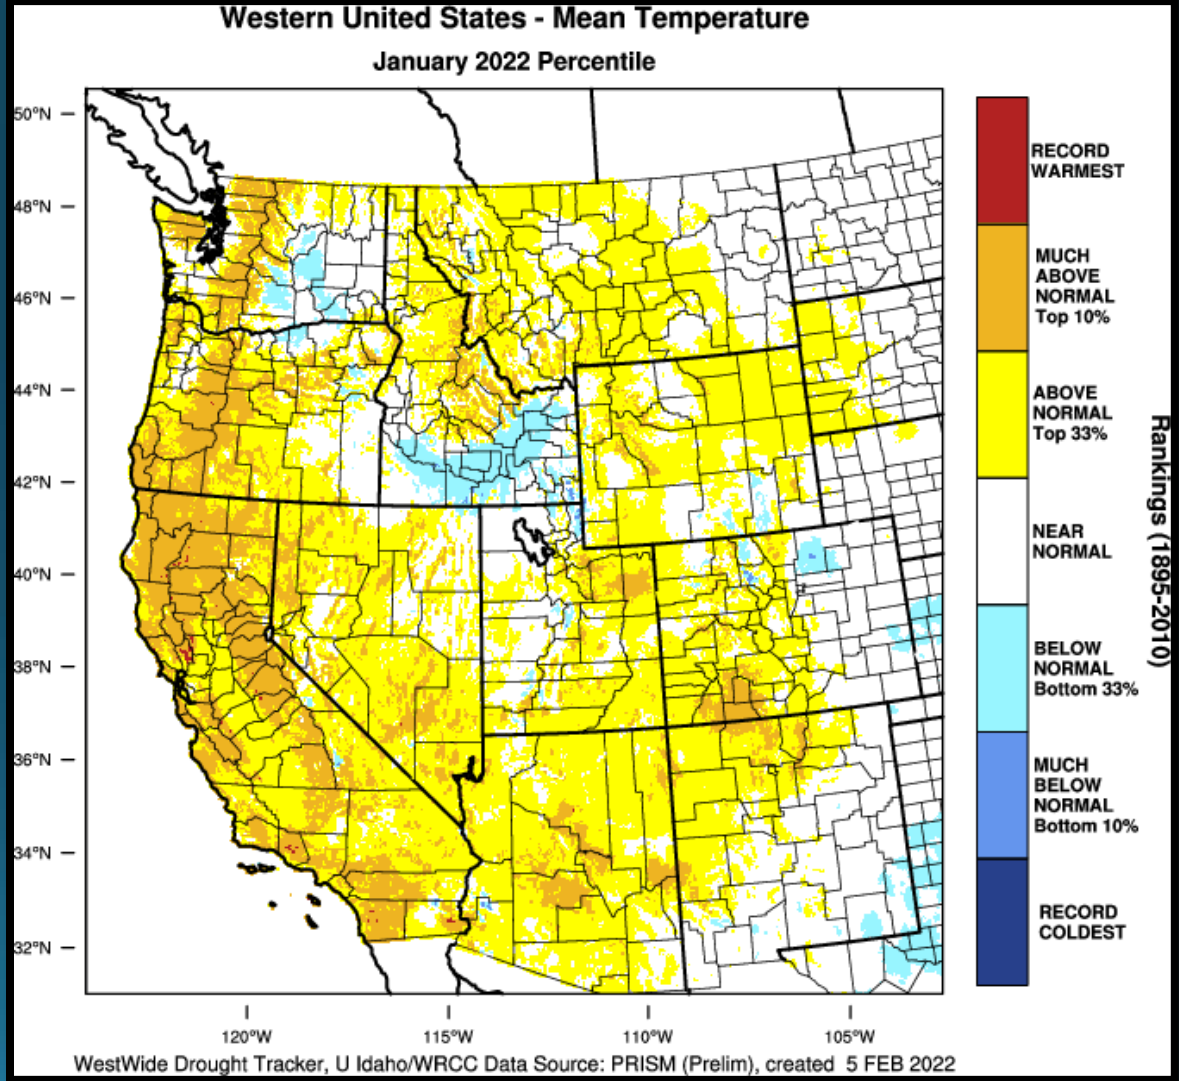 Western United States - Mean Temperature
January 2022 Percentile
50°N
48°N
46°N
44°N
42°N
40°N
38°N
36°N
34°N
32°N
120°W
115°W
110°W
105°W
RECORD
WARMEST
MUCH
ABOVE
NORMAL
Top 10%
ABOVE
NORMAL
Top 33%
NEAR
NORMAL
BELOW
NORMAL
Bottom 33%
MUCH
BELOW
NORMAL
Bottom 10%
RECORD
COLDEST
Rankings (1895-2010)
WestWide Drought Tracker, U Idaho/WRCC Data Source: PRISM (Prelim), created 5 FEB 2022